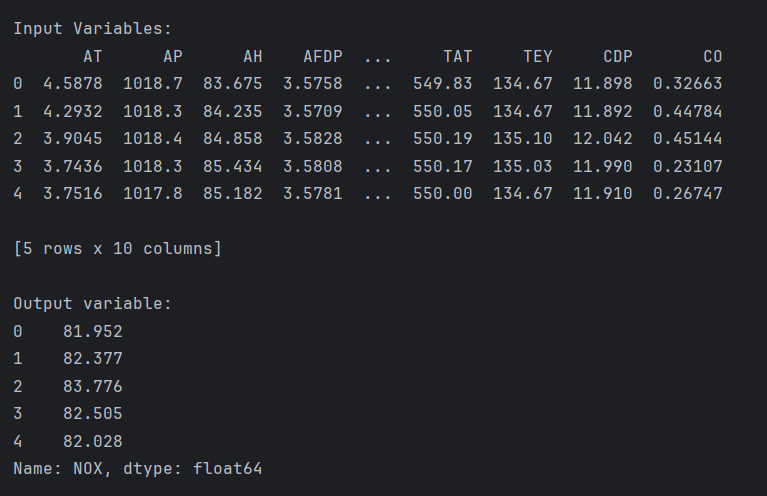 Input Variables:
AT AP AH AFDP ... TAT TEY CDP CO
0 4.5878 1018.7 83.675 3.5758 ... 549.83 134.67 11.898 0.32663
1 4.2932 1018.3 84.235 3.5709 ... 550.05 134.67 11.892 0.44784
2 3.9045 1018.4 84.858 3.5828 ... 550.19 135.10 12.042 0.45144
3 3.7436 1018.3 85.434 3.5808 ... 550.17 135.03 11.990 0.23107
4 3.7516 1017.8 85.182 3.5781 ... 550.00 134.67 11.910 0.26747
[5 rows x 10 columns]
Output variable:
0 81.952
1 82.377
2 83.776
3 82.505
4 82.028
Name: NOX, dtype: float64